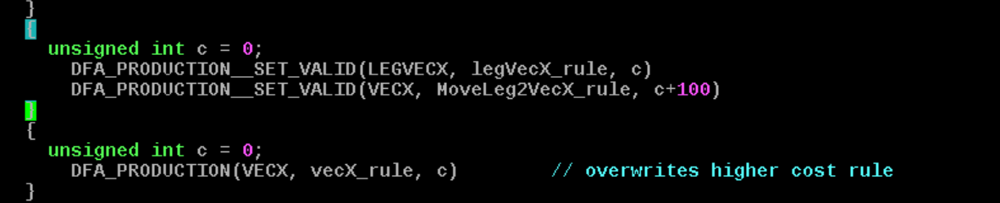 }
{
unsigned int c = 0;
DFA_PRODUCTION__SET_VALID(LEGVECX, legVecX_rule, c)
DFA_PRODUCTION__SET_VALID(VECX, MoveLeg2VecX_rule, c+100)
}
{
unsigned int c = 0;
DFA_PRODUCTION(VECX, vecX_rule, c) // overwrites higher cost rule
}